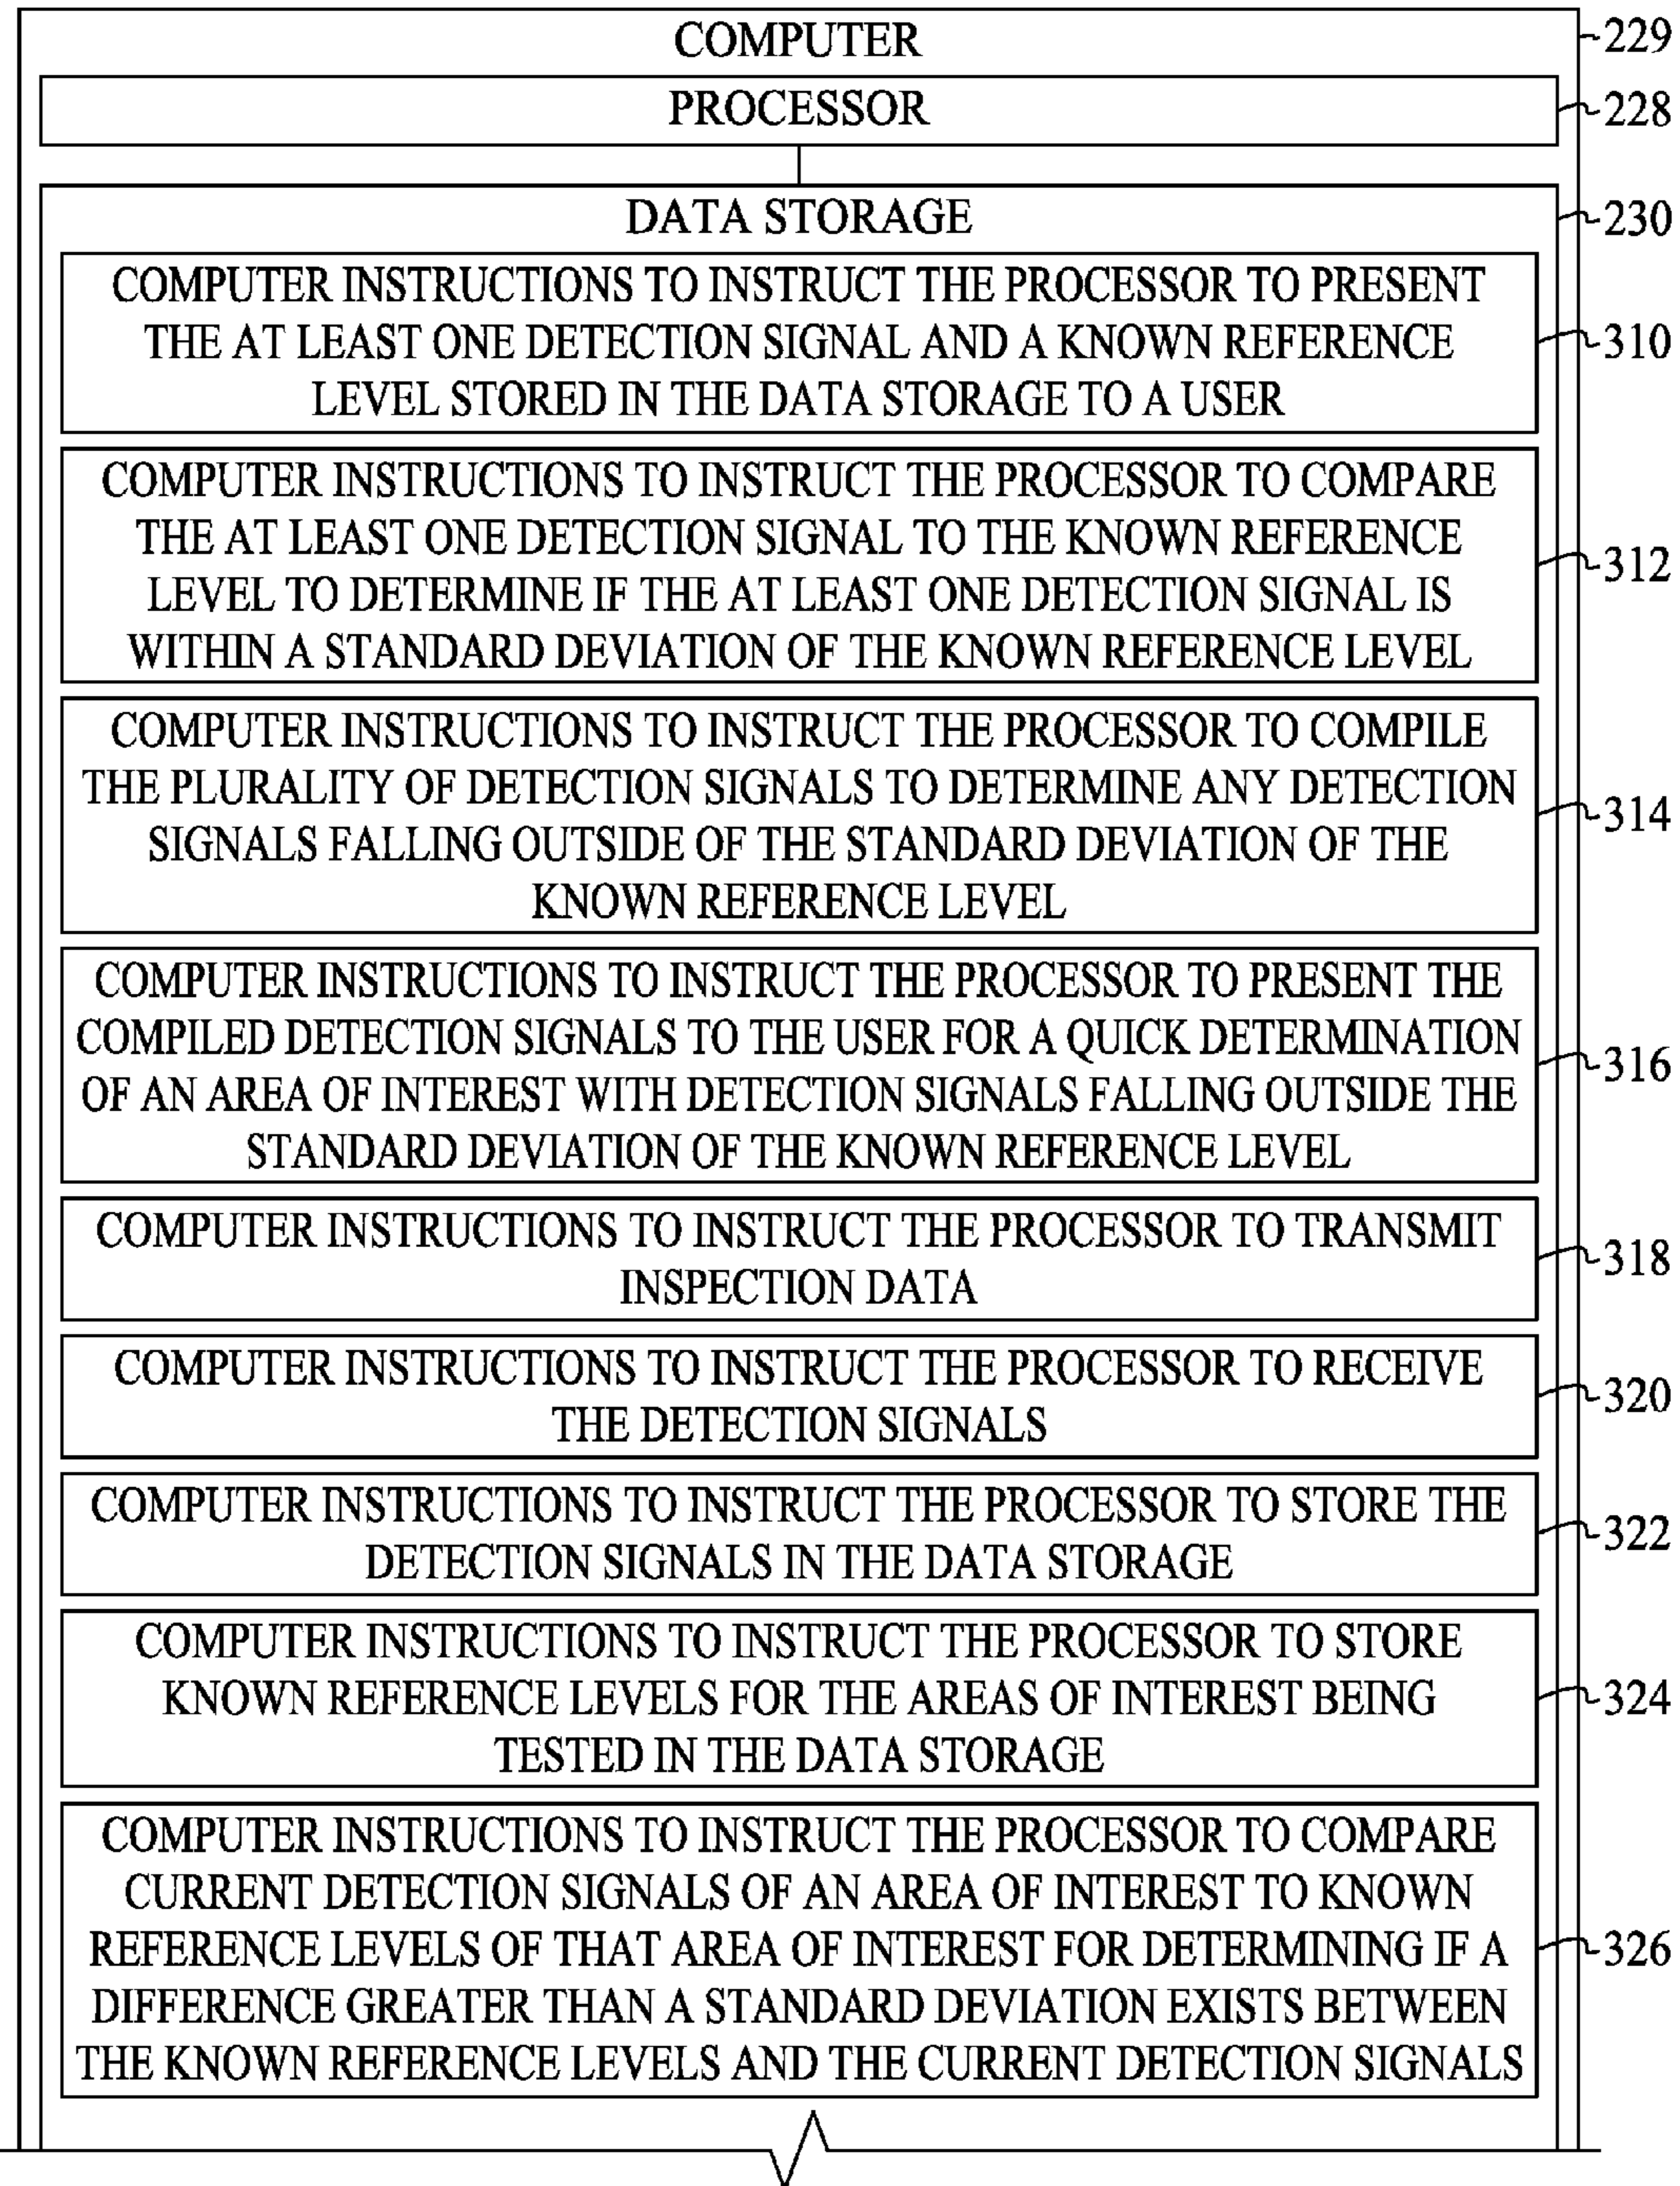 COMPUTER
229
PROCESSOR
228
DATA STORAGE
230
COMPUTER INSTRUCTIONS TO INSTRUCT THE PROCESSOR TO PRESENT
THE AT LEAST ONE DETECTION SIGNAL AND A KNOWN REFERENCE
LEVEL STORED IN THE DATA STORAGE TO A USER
310
COMPUTER INSTRUCTIONS TO INSTRUCT THE PROCESSOR TO COMPARE
THE AT LEAST ONE DETECTION SIGNAL TO THE KNOWN REFERENCE
LEVEL TO DETERMINE IF THE AT LEAST ONE DETECTION SIGNAL IS
WITHIN A STANDARD DEVIATION OF THE KNOWN REFERENCE LEVEL
312
COMPUTER INSTRUCTIONS TO INSTRUCT THE PROCESSOR TO COMPILE
THE PLURALITY OF DETECTION SIGNALS TO DETERMINE ANY DETECTION
SIGNALS FALLING OUTSIDE OF THE STANDARD DEVIATION OF THE
KNOWN REFERENCE LEVEL
314
COMPUTER INSTRUCTIONS TO INSTRUCT THE PROCESSOR TO PRESENT THE
COMPILED DETECTION SIGNALS TO THE USER FOR A QUICK DETERMINATION
OF AN AREA OF INTEREST WITH DETECTION SIGNALS FALLING OUTSIDE THE
STANDARD DEVIATION OF THE KNOWN REFERENCE LEVEL
316
COMPUTER INSTRUCTIONS TO INSTRUCT THE PROCESSOR TO TRANSMIT
INSPECTION DATA
318
COMPUTER INSTRUCTIONS TO INSTRUCT THE PROCESSOR TO RECEIVE
THE DETECTION SIGNALS
320
COMPUTER INSTRUCTIONS TO INSTRUCT THE PROCESSOR TO STORE THE
DETECTION SIGNALS IN THE DATA STORAGE
322
COMPUTER INSTRUCTIONS TO INSTRUCT THE PROCESSOR TO STORE
KNOWN REFERENCE LEVELS FOR THE AREAS OF INTEREST BEING
TESTED IN THE DATA STORAGE
324
COMPUTER INSTRUCTIONS TO INSTRUCT THE PROCESSOR TO COMPARE
CURRENT DETECTION SIGNALS OF AN AREA OF INTEREST TO KNOWN
REFERENCE LEVELS OF THAT AREA OF INTEREST FOR DETERMINING IF A
DIFFERENCE GREATER THAN A STANDARD DEVIATION EXISTS BETWEEN
THE KNOWN REFERENCE LEVELS AND THE CURRENT DETECTION SIGNALS
326